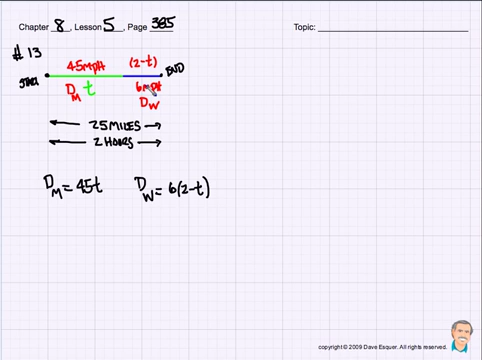 Chapter 8, Lesson 5, Page 385
Topic:
# 13
45mpH (2-t)
START END
D_M t 6mpH
D_W
25 MILES
2 HOURS
D_M = 45t D_W = 6(2-t)
copyright © 2009 Dave Esquer. All rights reserved.